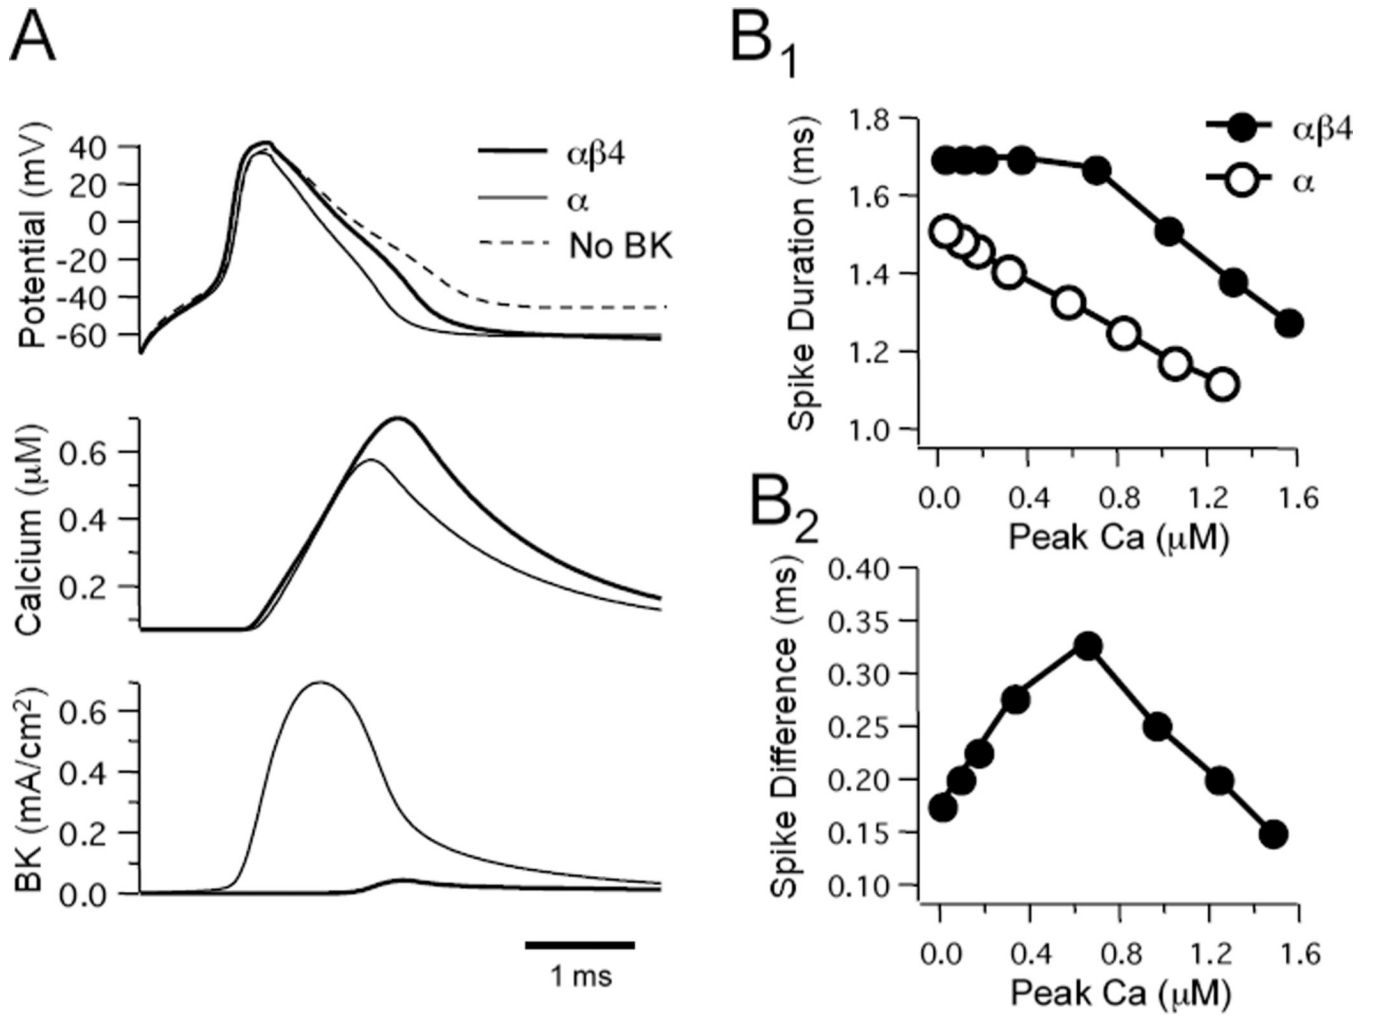 A
Potential (mV)
40
20
0
-20
-40
-60
αβ4
α
No BK
Calcium (µM)
0.6
0.4
0.2
BK (mA/cm²)
0.6
0.4
0.2
0.0
1 ms
B₁
Spike Duration (ms)
1.8
1.6
1.4
1.2
1.0
αβ4
α
0.0 0.4 0.8 1.2 1.6
Peak Ca (µM)
B₂
Spike Difference (ms)
0.40
0.35
0.30
0.25
0.20
0.15
0.10
0.0 0.4 0.8 1.2 1.6
Peak Ca (µM)